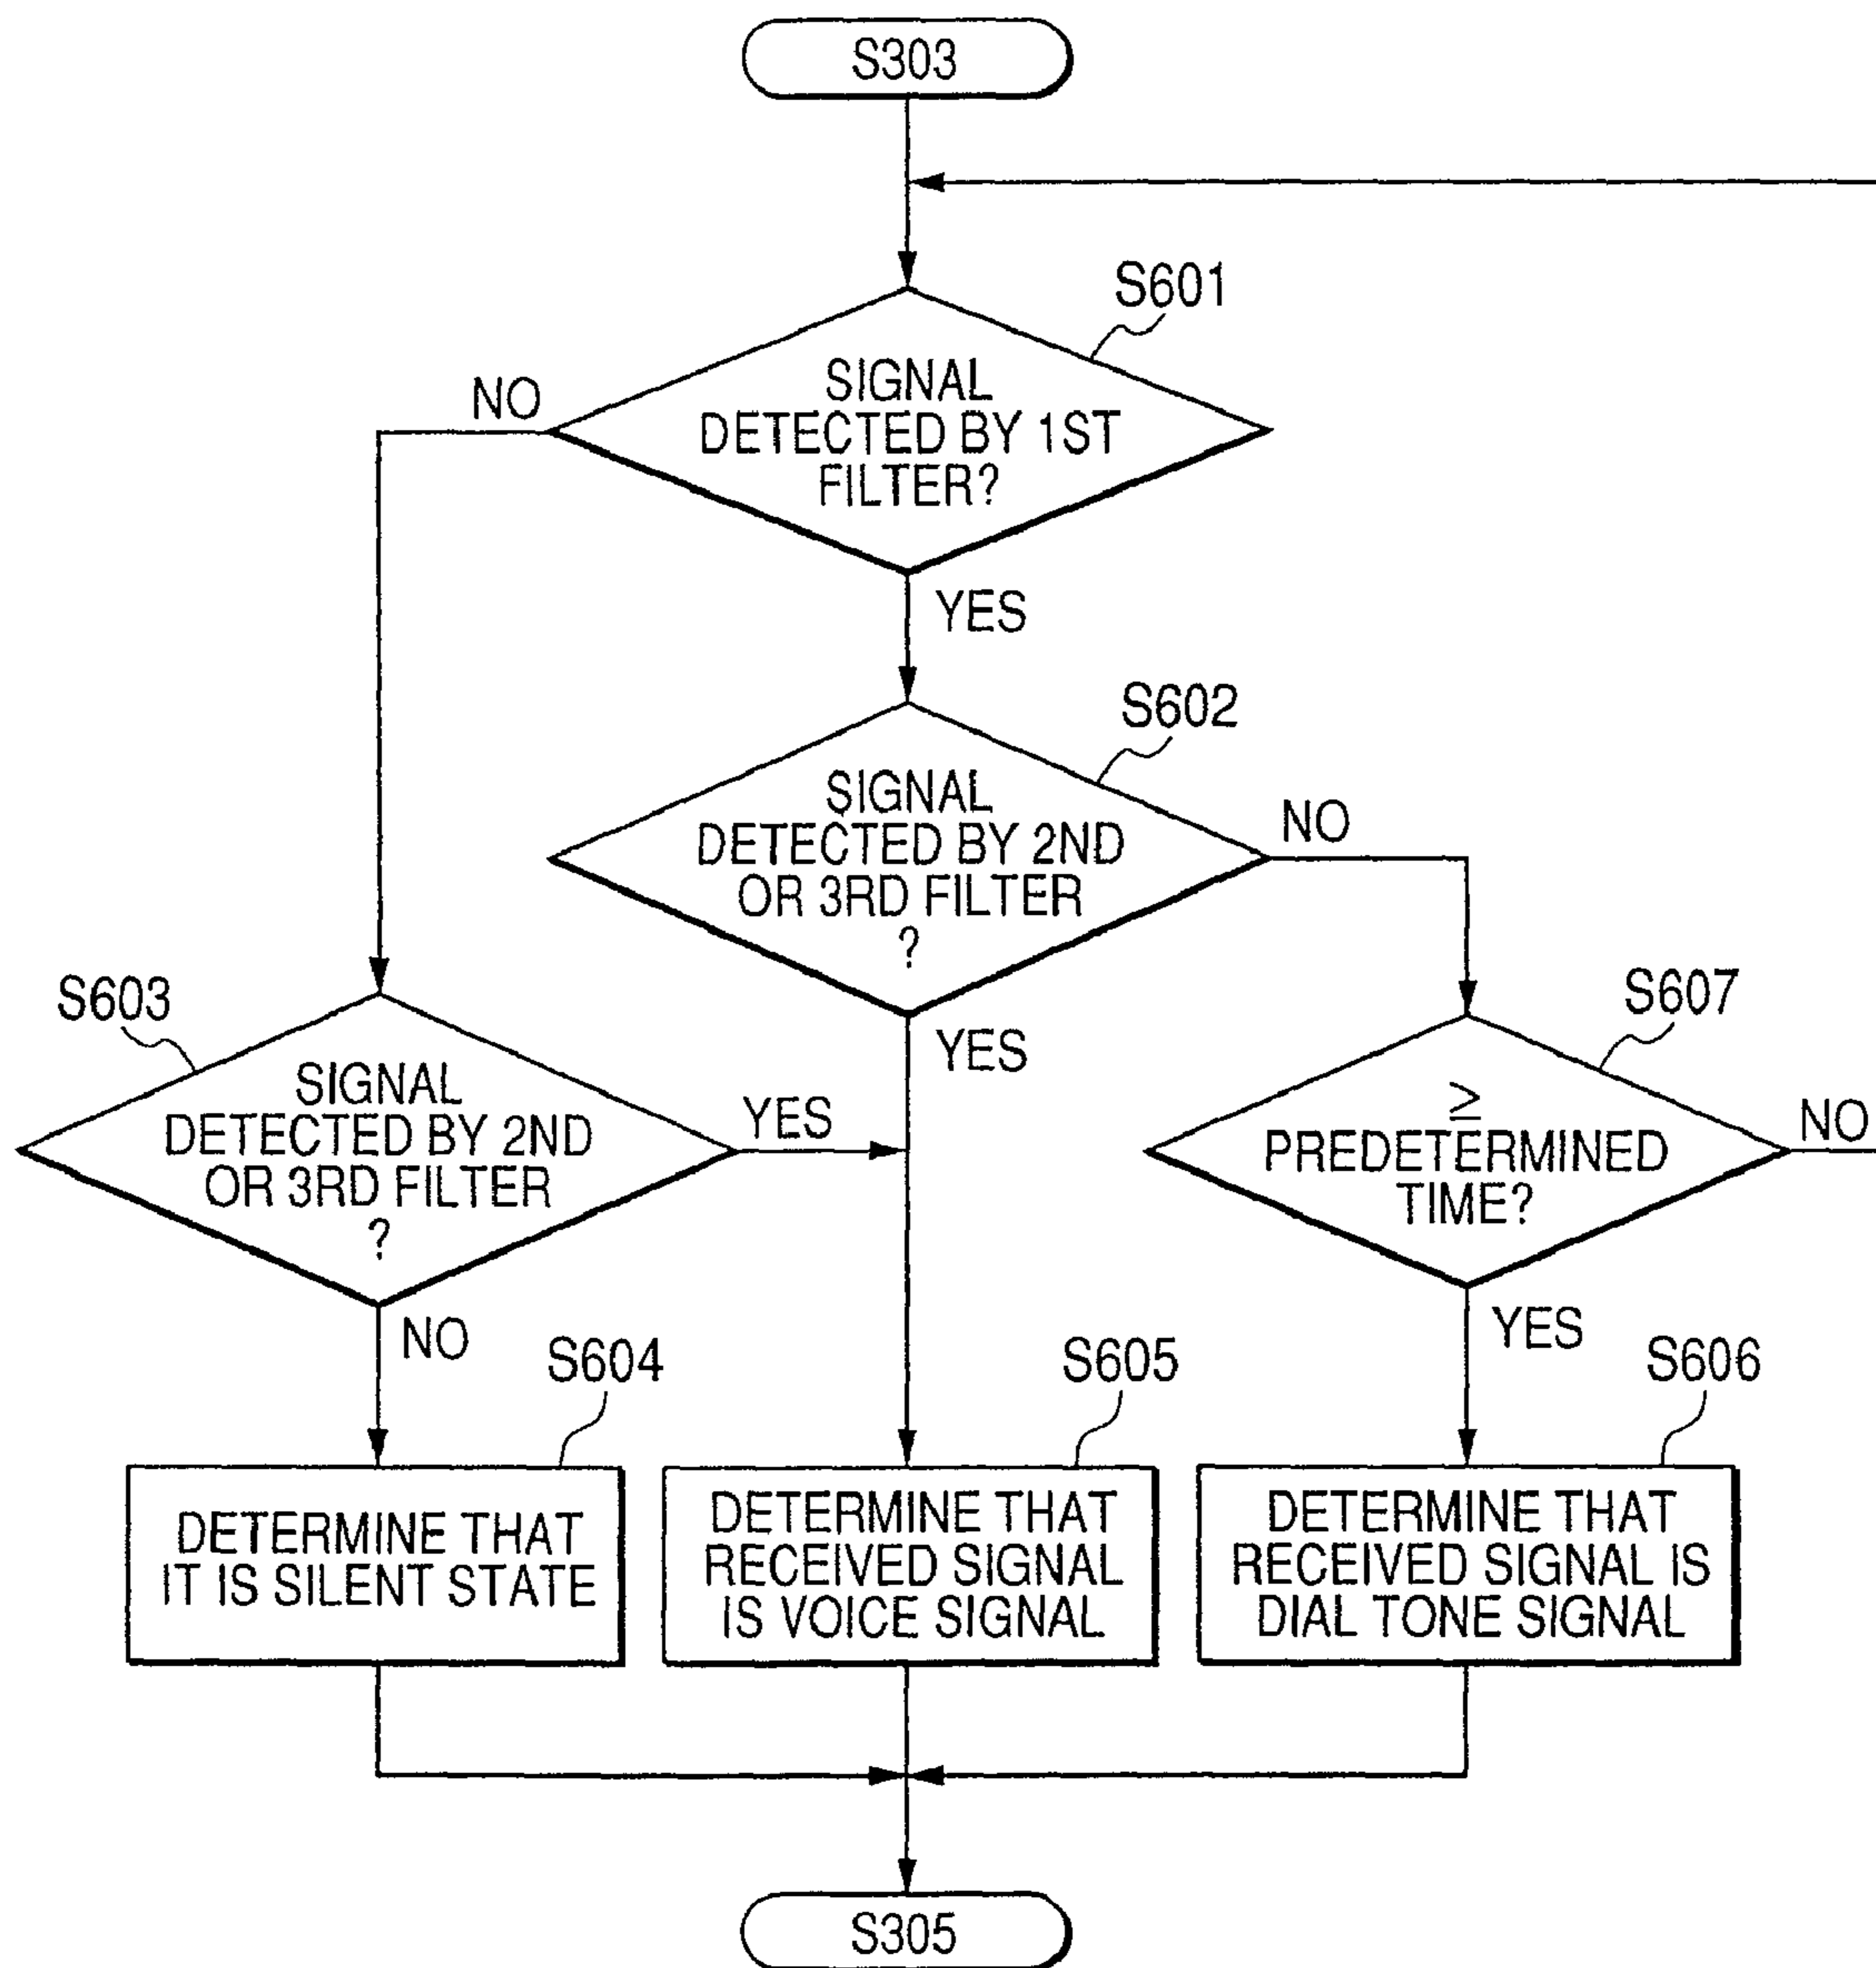 S303
S601
SIGNAL
DETECTED BY 1ST
FILTER?
NO
YES
S602
SIGNAL
DETECTED BY 2ND
OR 3RD FILTER
?
NO
YES
S603
SIGNAL
DETECTED BY 2ND
OR 3RD FILTER
?
YES
NO
S607
≥
PREDETERMINED
TIME?
NO
YES
S604
DETERMINE THAT
IT IS SILENT STATE
S605
DETERMINE THAT
RECEIVED SIGNAL
IS VOICE SIGNAL
S606
DETERMINE THAT
RECEIVED SIGNAL IS
DIAL TONE SIGNAL
S305